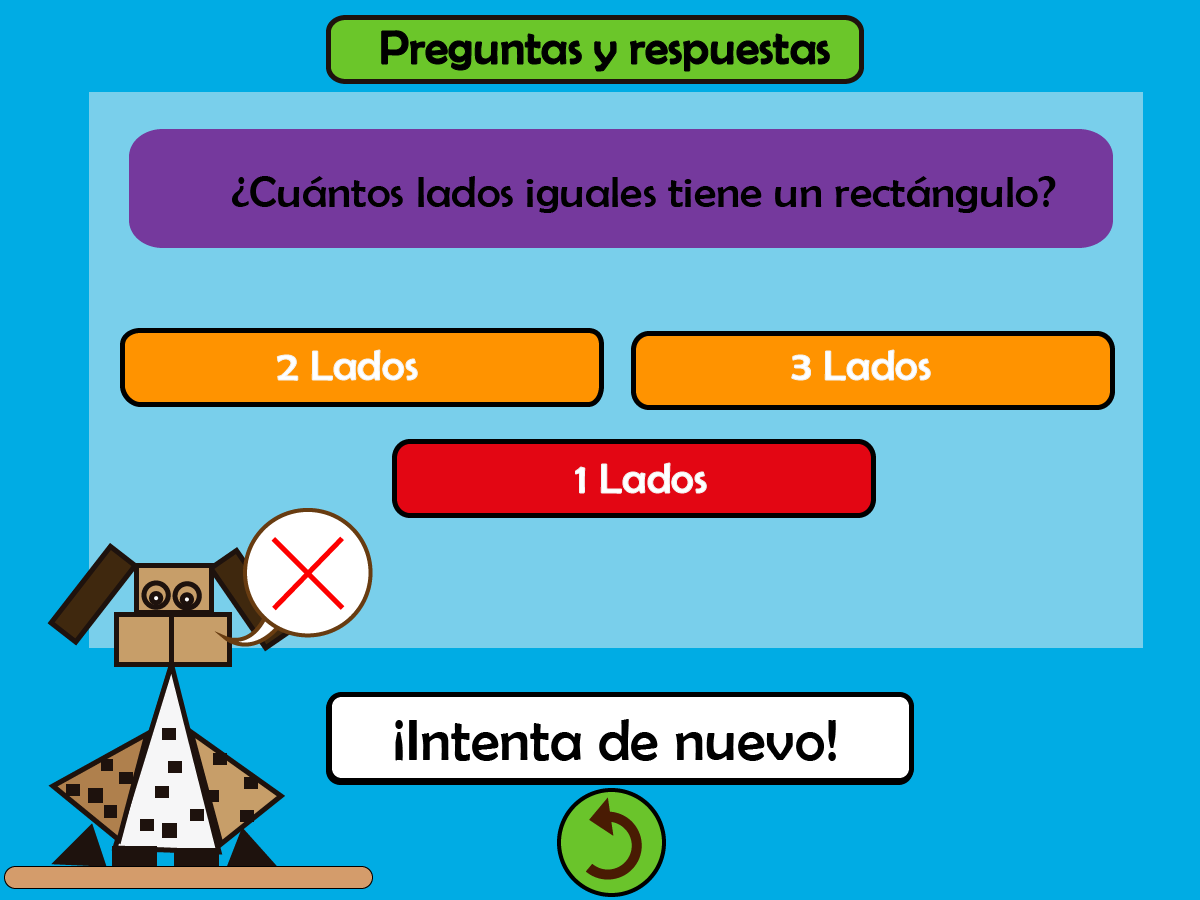 Preguntas y respuestas
¿Cuántos lados iguales tiene un rectángulo?
2 Lados
3 Lados
1 Lados
¡Intenta de nuevo!